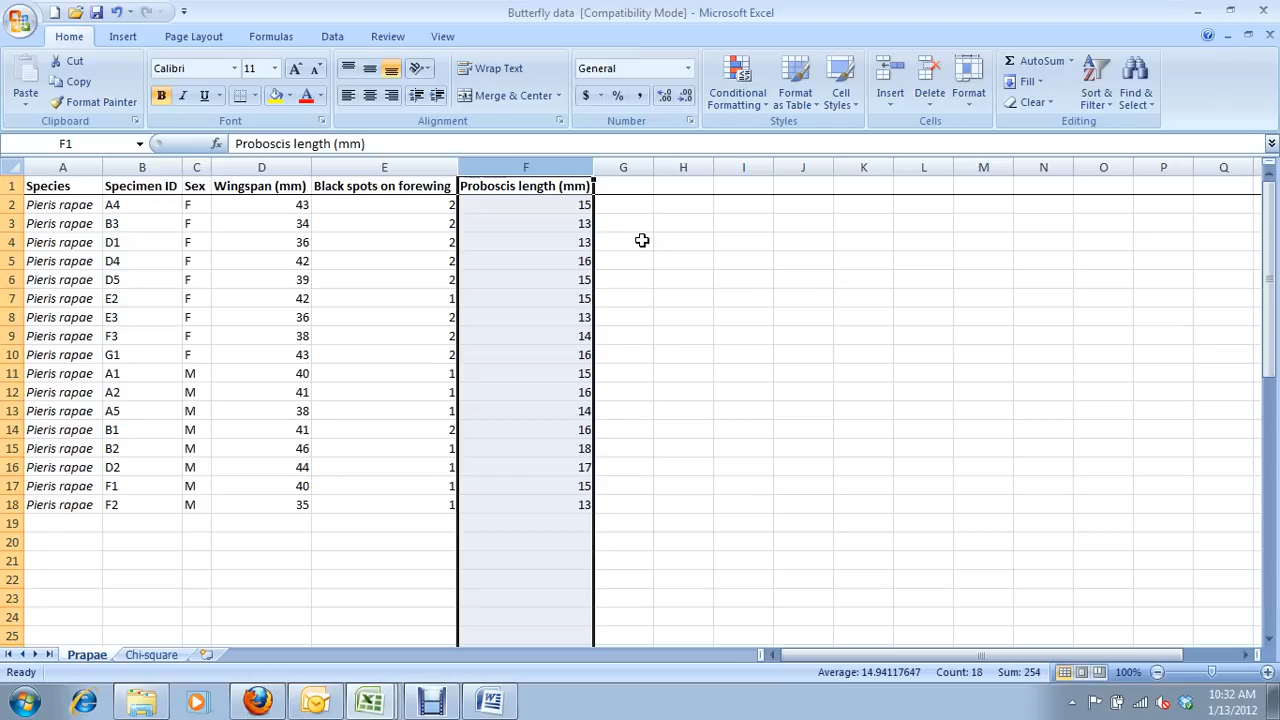 Butterfly data [Compatibility Mode] - Microsoft Excel
Home Insert Page Layout Formulas Data Review View
Paste Cut Copy Format Painter Clipboard
Calibri 11 A A B I U A Font
Wrap Text Merge & Center Alignment
General $ % , .0 .00 .00 .0 Number
Conditional Formatting Format as Table Cell Styles Styles
Insert Delete Format Cells
Σ AutoSum Fill Clear Sort & Filter Find & Select Editing
F1 fx Proboscis length (mm)
A B C D E F G H I J K L M N O P Q
1 Species Specimen ID Sex Wingspan (mm) Black spots on forewing Proboscis length (mm)
2 Pieris rapae A4 F 43 2 15
3 Pieris rapae B3 F 34 2 13
4 Pieris rapae D1 F 36 2 13
5 Pieris rapae D4 F 42 2 16
6 Pieris rapae D5 F 39 2 15
7 Pieris rapae E2 F 42 1 15
8 Pieris rapae E3 F 36 2 13
9 Pieris rapae F3 F 38 2 14
10 Pieris rapae G1 F 43 2 16
11 Pieris rapae A1 M 40 1 15
12 Pieris rapae A2 M 41 1 16
13 Pieris rapae A5 M 38 1 14
14 Pieris rapae B1 M 41 2 16
15 Pieris rapae B2 M 46 1 18
16 Pieris rapae D2 M 44 1 17
17 Pieris rapae F1 M 40 1 15
18 Pieris rapae F2 M 35 1 13
19
20
21
22
23
24
25
Prapae Chi-square
Ready Average: 14.94117647 Count: 18 Sum: 254 100%
10:32 AM
1/13/2012